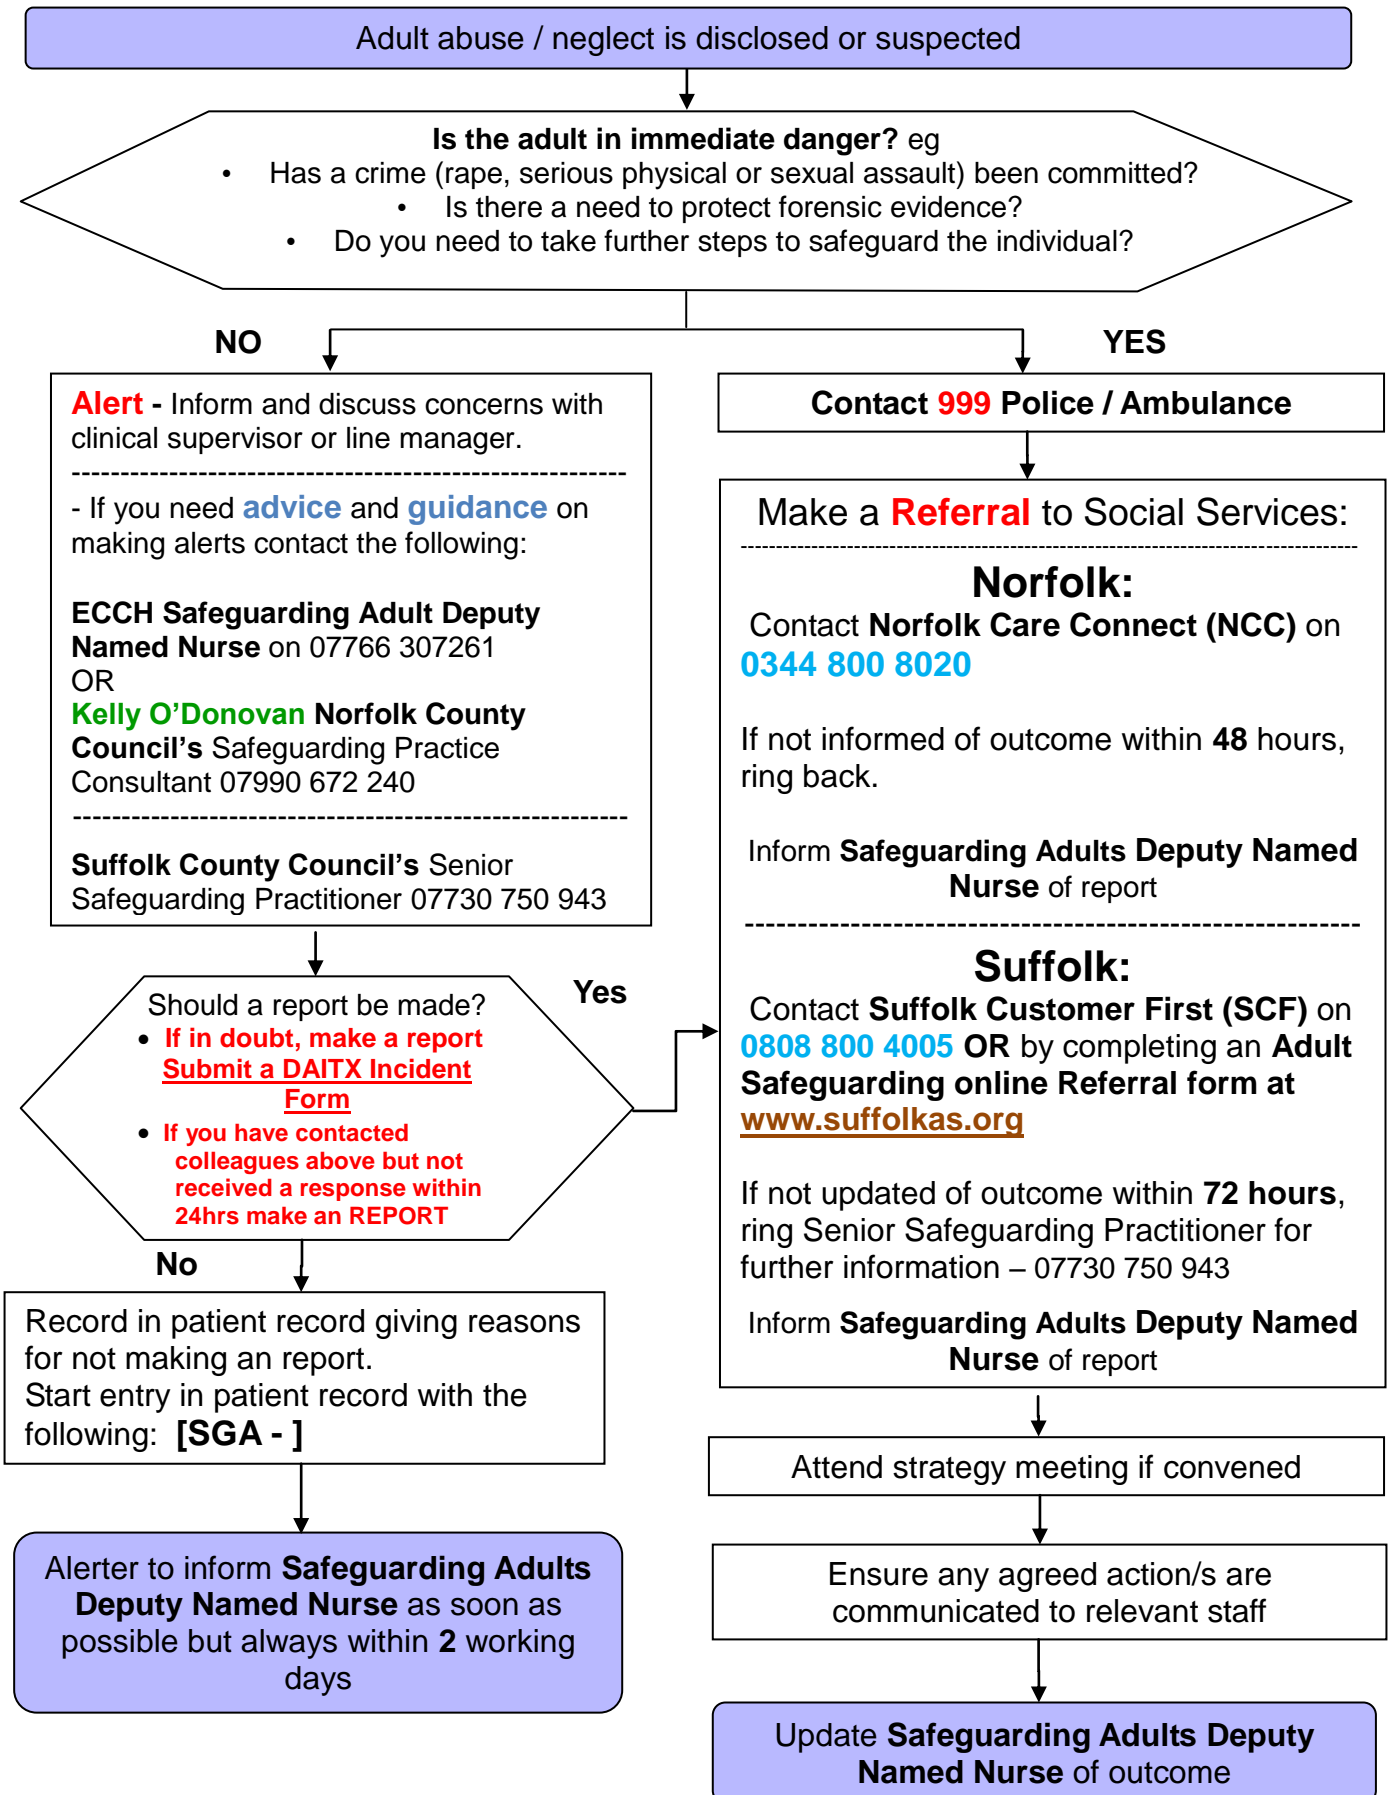 Adult abuse / neglect is disclosed or suspected
Is the adult in immediate danger? eg
• Has a crime (rape, serious physical or sexual assault) been committed?
• Is there a need to protect forensic evidence?
• Do you need to take further steps to safeguard the individual?
NO
YES
Alert - Inform and discuss concerns with
clinical supervisor or line manager.
- If you need advice and guidance on
making alerts contact the following:
ECCH Safeguarding Adult Deputy
Named Nurse on 07766 307261
OR
Kelly O'Donovan Norfolk County
Council's Safeguarding Practice
Consultant 07990 672 240
Suffolk County Council's Senior
Safeguarding Practitioner 07730 750 943
Contact 999 Police / Ambulance
Make a Referral to Social Services:
Norfolk:
Contact Norfolk Care Connect (NCC) on
0344 800 8020
If not informed of outcome within 48 hours,
ring back.
Inform Safeguarding Adults Deputy Named
Nurse of report
Suffolk:
Contact Suffolk Customer First (SCF) on
0808 800 4005 OR by completing an Adult
Safeguarding online Referral form at
www.suffolkas.org
If not updated of outcome within 72 hours,
ring Senior Safeguarding Practitioner for
further information – 07730 750 943
Inform Safeguarding Adults Deputy Named
Nurse of report
Should a report be made?
• If in doubt, make a report
Submit a DAITX Incident
Form
• If you have contacted
colleagues above but not
received a response within
24hrs make an REPORT
Yes
No
Record in patient record giving reasons
for not making an report.
Start entry in patient record with the
following: [SGA - ]
Alerter to inform Safeguarding Adults
Deputy Named Nurse as soon as
possible but always within 2 working
days
Attend strategy meeting if convened
Ensure any agreed action/s are
communicated to relevant staff
Update Safeguarding Adults Deputy
Named Nurse of outcome